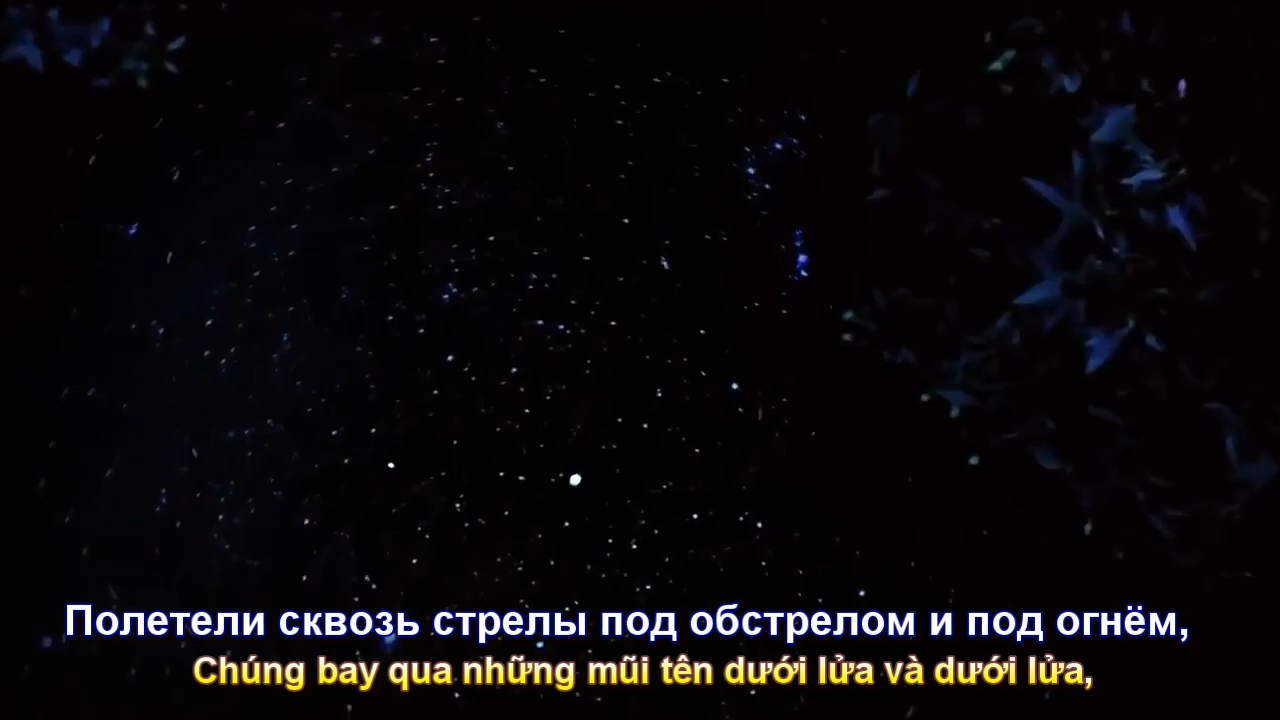 Полетели сквозь стрелы под обстрелом и под огнём,
Chúng bay qua những mũi tên dưới lửa và dưới lửa,